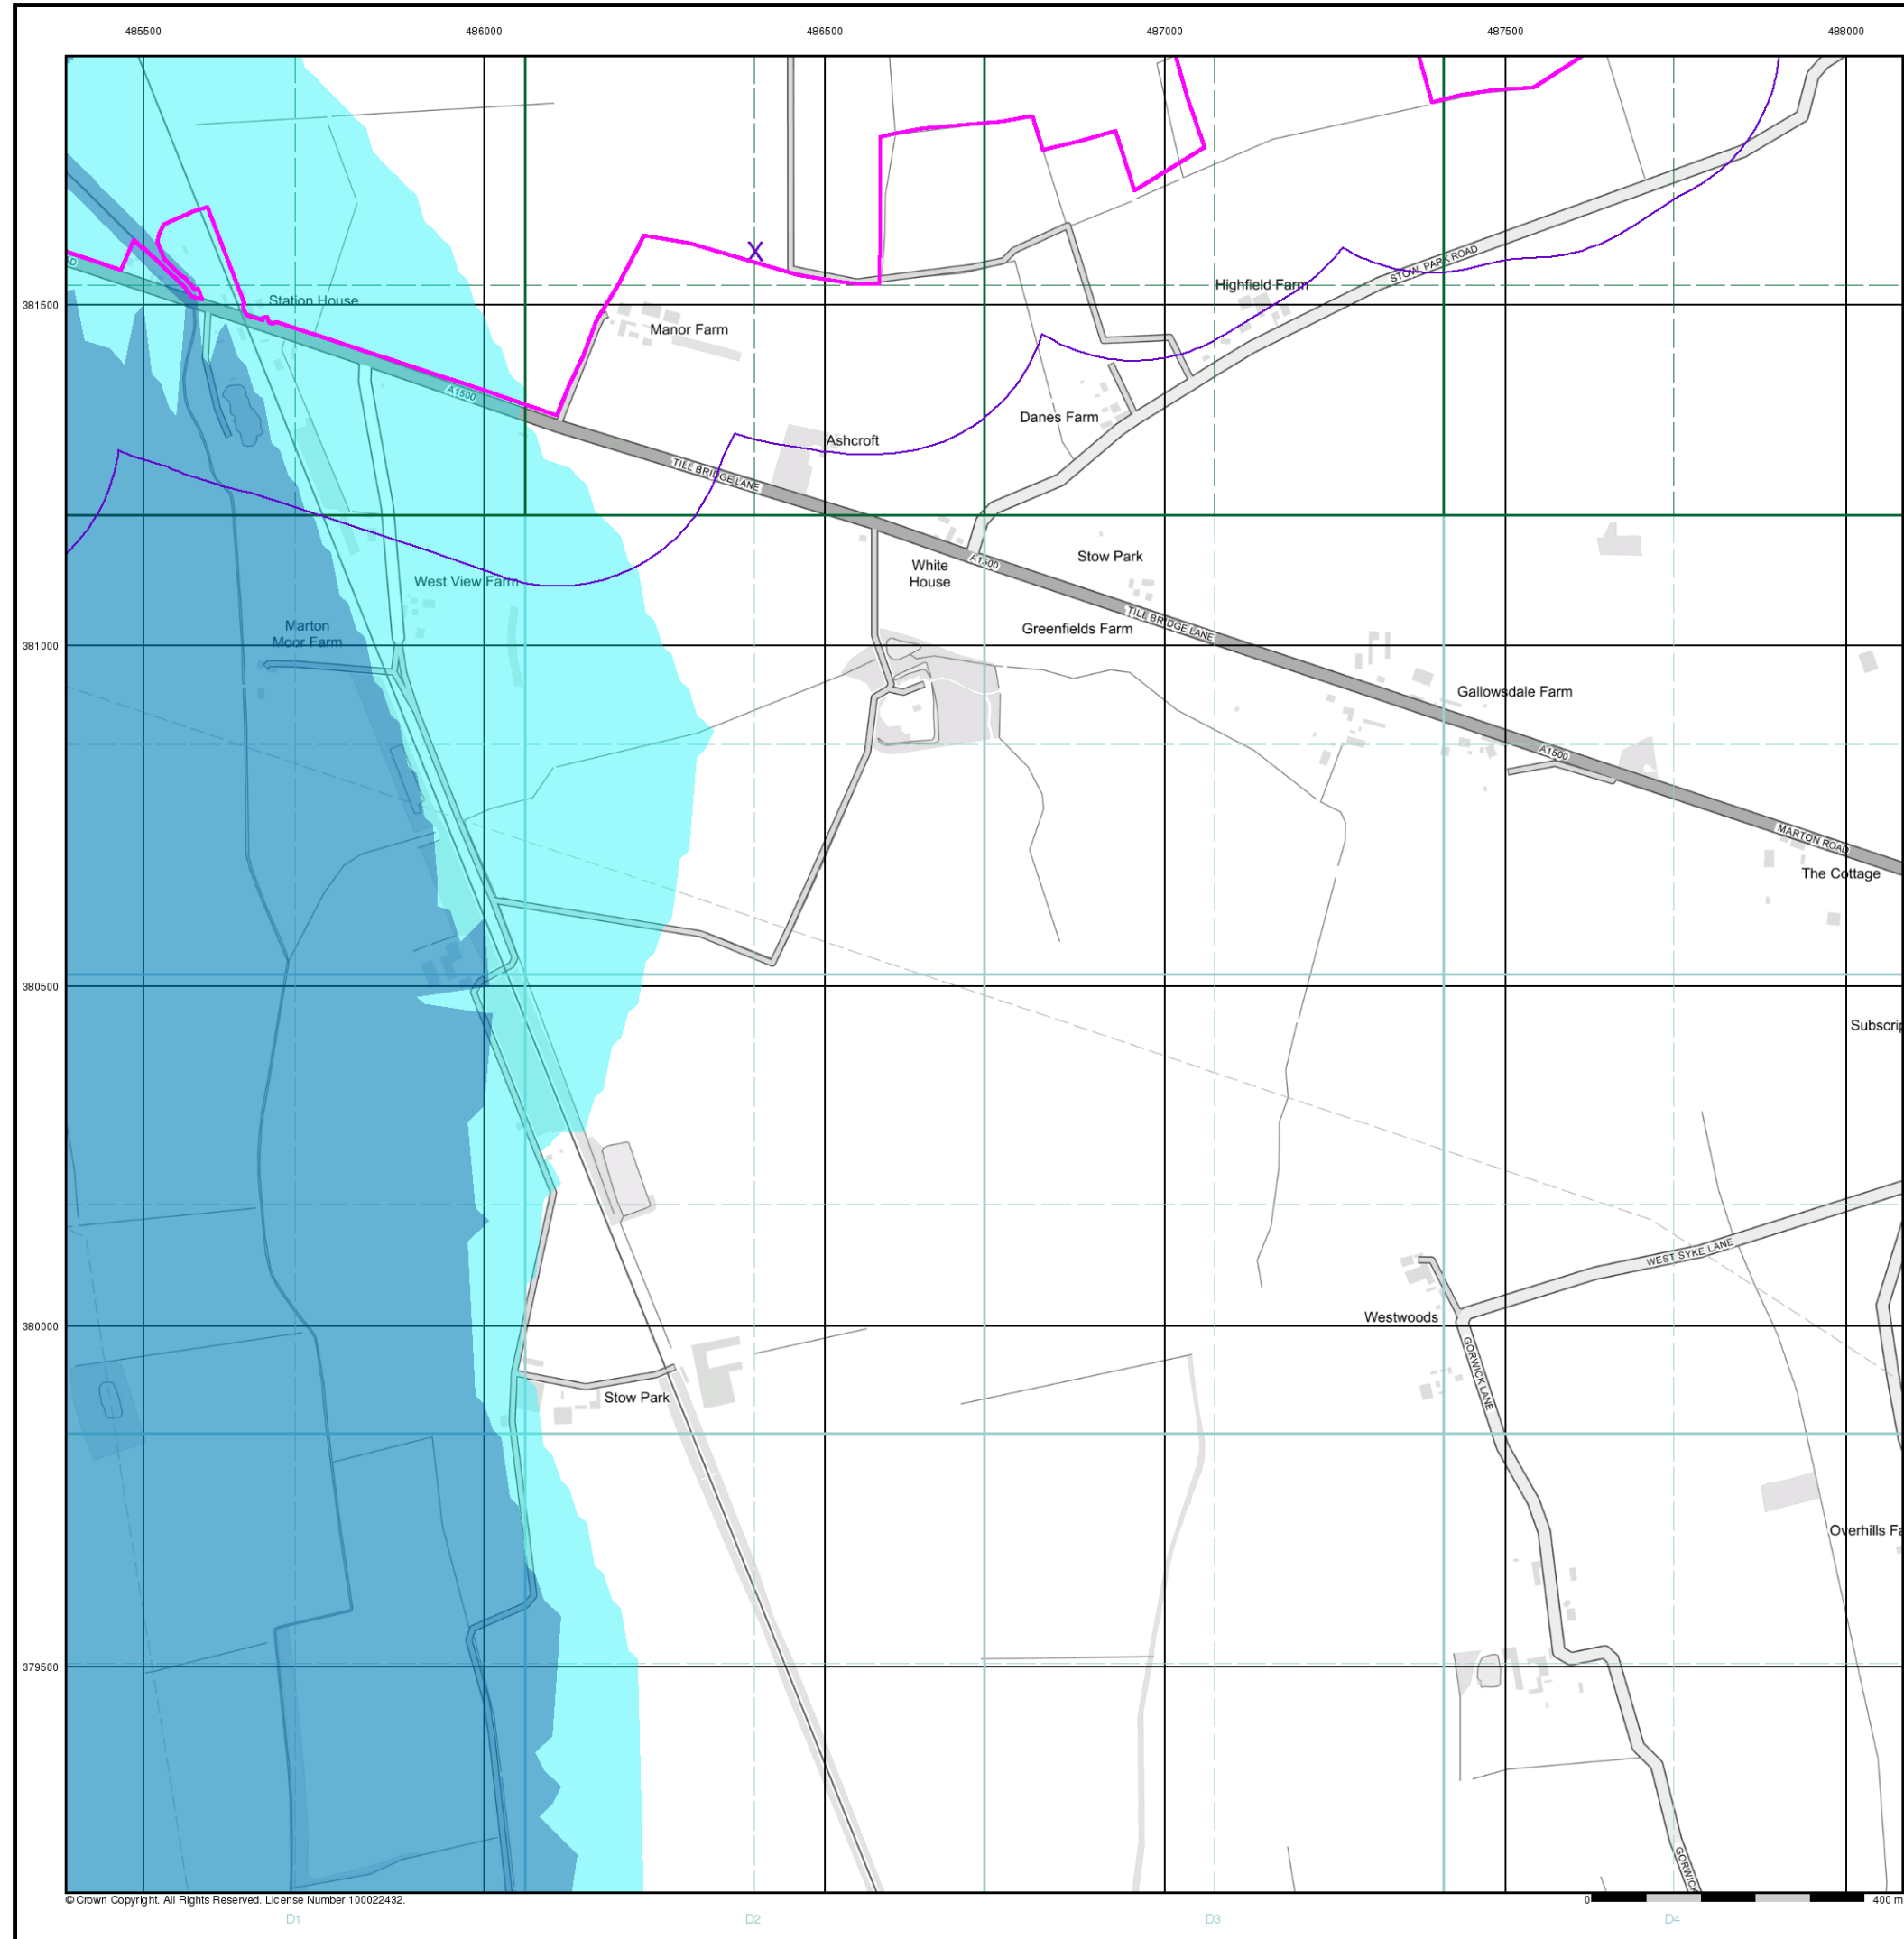 485500 486000 486500 487000 487500 488000
X
STOW PARK ROAD
Highfield Farm
Station House
381500
Manor Farm
A1500
Danes Farm
Ashcroft
TILL BRIDGE LANE
Stow Park
A1500
White
House
West View Farm
TILL BRIDGE LANE
Marton
Moor Farm
Greenfields Farm
381000
Gallowsdale Farm
A1500
MARTON ROAD
The Cottage
380500
Subscrip
WEST SYKE LANE
Westwoods
380000
GORWICK LANE
Stow Park
Overhills Fa
379500
GORWICK
© Crown Copyright. All Rights Reserved. License Number 100022432.
0 400 m
D1 D2 D3 D4